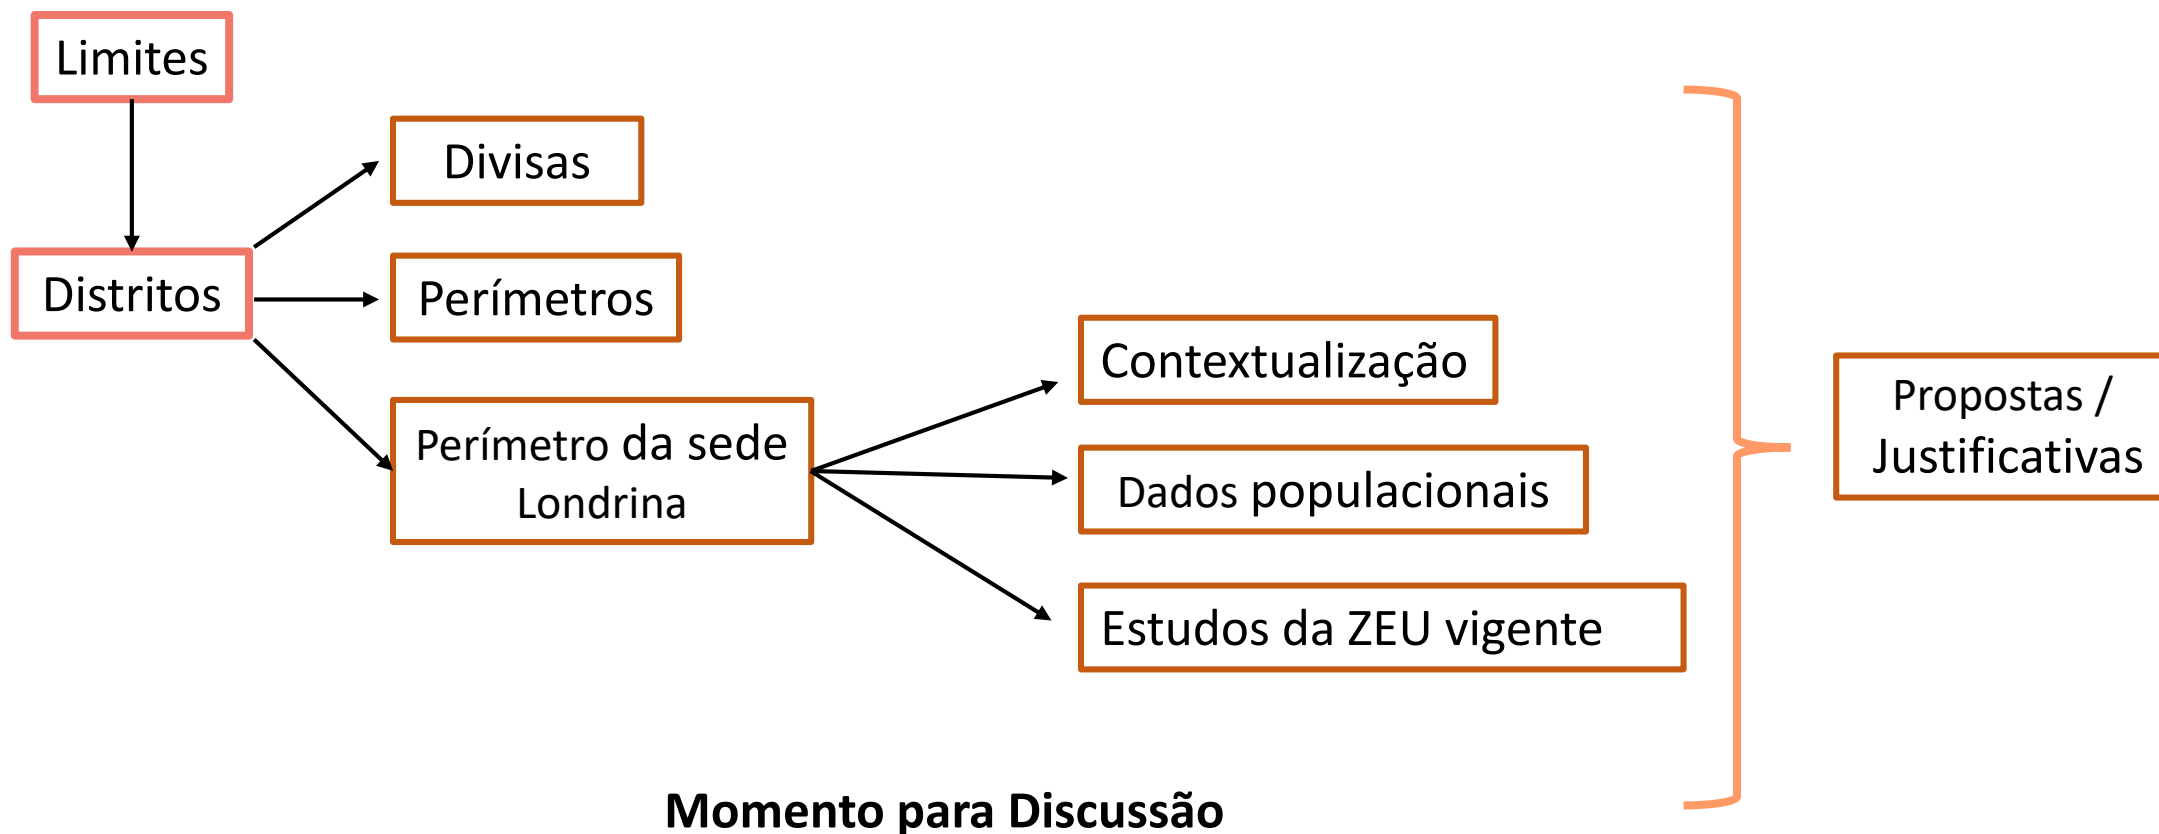 Limites
Divisas
Distritos
Perímetros
Contextualização
Perímetro da sede
Londrina
Dados populacionais
Estudos da ZEU vigente
Propostas /
Justificativas
Momento para Discussão